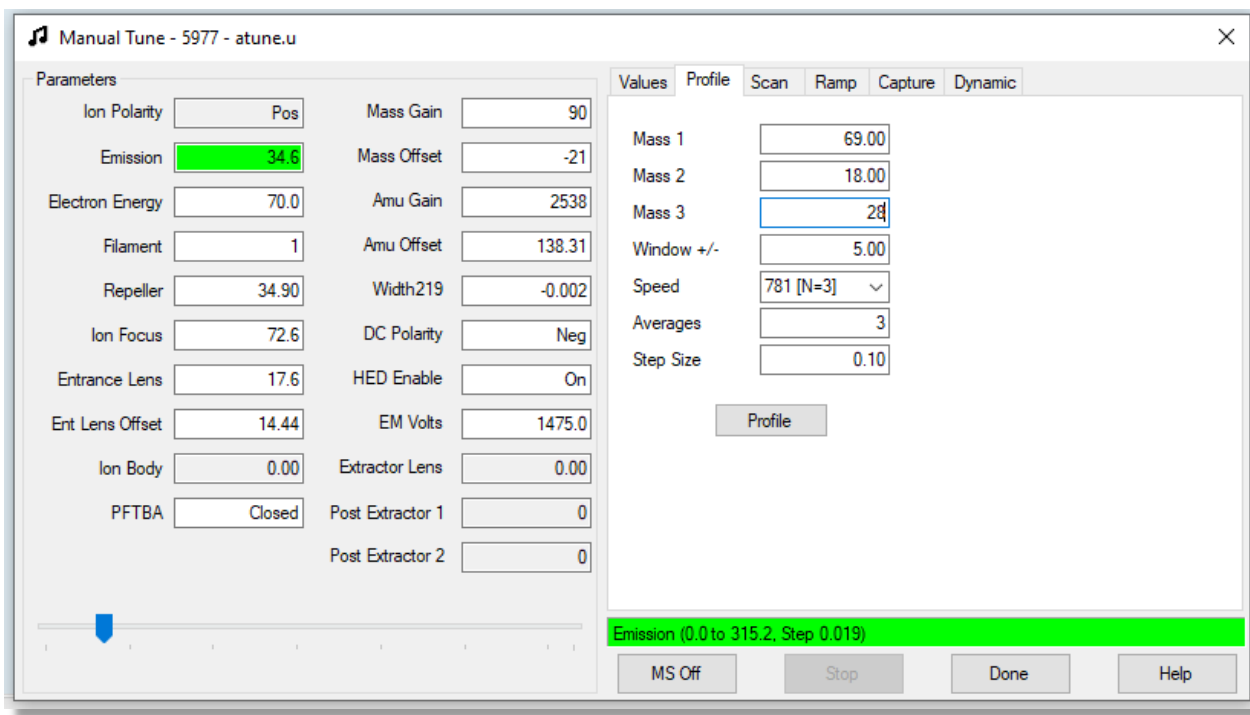 Manual Tune - 5977 - atune.u
Parameters
Ion Polarity Pos Mass Gain 90
Emission 34.6 Mass Offset -21
Electron Energy 70.0 Amu Gain 2538
Filament 1 Amu Offset 138.31
Repeller 34.90 Width219 -0.002
Ion Focus 72.6 DC Polarity Neg
Entrance Lens 17.6 HED Enable On
Ent Lens Offset 14.44 EM Volts 1475.0
Ion Body 0.00 Extractor Lens 0.00
PFTBA Closed Post Extractor 1 0
Post Extractor 2 0
Values Profile Scan Ramp Capture Dynamic
Mass 1 69.00
Mass 2 18.00
Mass 3 28
Window +/- 5.00
Speed 781 [N=3]
Averages 3
Step Size 0.10
Profile
Emission (0.0 to 315.2, Step 0.019)
MS Off Stop Done Help